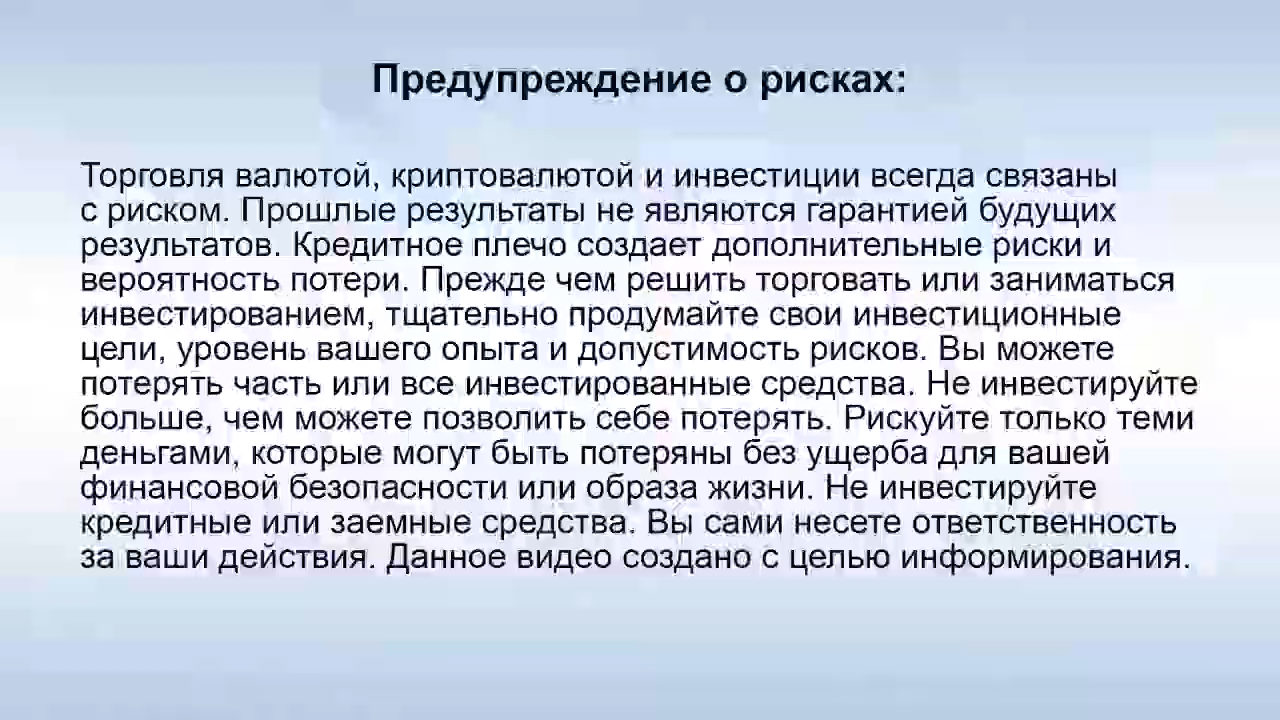 Предупреждение о рисках:
Торговля валютой, криптовалютой и инвестиции всегда связаны
с риском. Прошлые результаты не являются гарантией будущих
результатов. Кредитное плечо создает дополнительные риски и
вероятность потери. Прежде чем решить торговать или заниматься
инвестированием, тщательно продумайте свои инвестиционные
цели, уровень вашего опыта и допустимость рисков. Вы можете
потерять часть или все инвестированные средства. Не инвестируйте
больше, чем можете позволить себе потерять. Рискуйте только теми
деньгами, которые могут быть потеряны без ущерба для вашей
финансовой безопасности или образа жизни. Не инвестируйте
кредитные или заемные средства. Вы сами несете ответственность
за ваши действия. Данное видео создано с целью информирования.